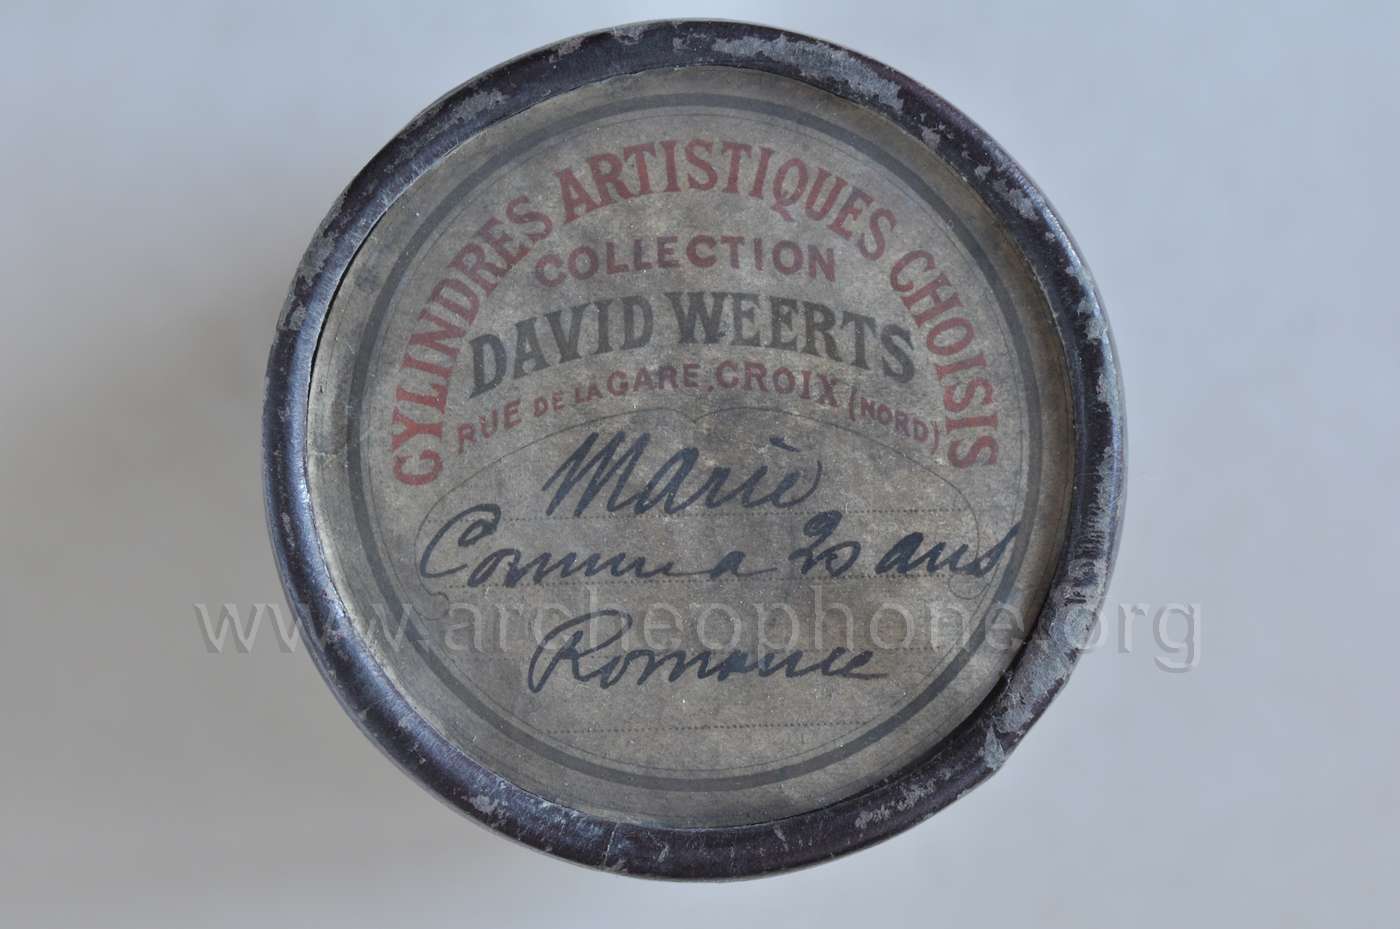 CYLINDRES ARTISTIQUES CHOISIS
COLLECTION
DAVID WEERTS
RUE DE LA GARE, CROIX (NORD)
Marie
Comme a 20 ans
Romance
www.archeophone.org